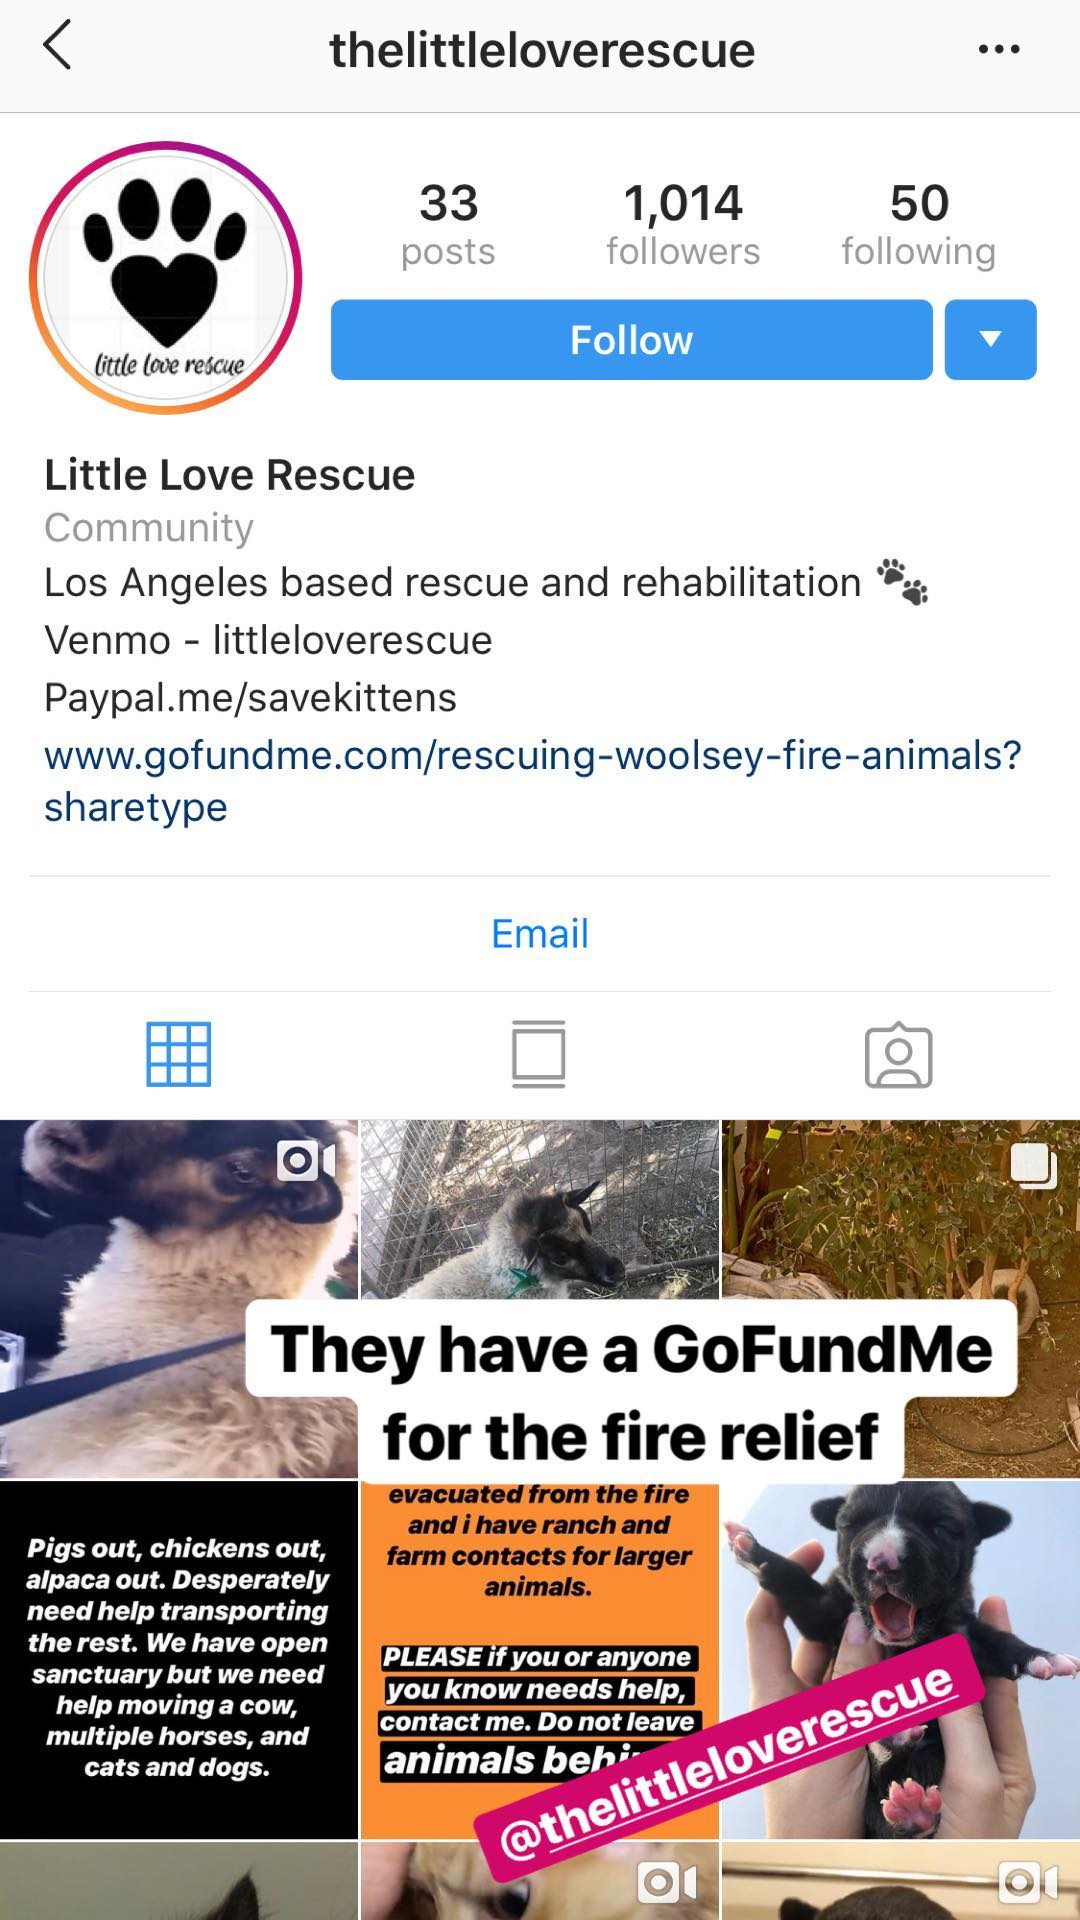 thelittleloverescue
33
posts
1,014
followers
50
following
little love rescue
Follow
Little Love Rescue
Community
Los Angeles based rescue and rehabilitation
Venmo - littleloverescue
Paypal.me/savekittens
www.gofundme.com/rescuing-woolsey-fire-animals?
sharetype
Email
They have a GoFundMe
for the fire relief
Pigs out, chickens out,
alpaca out. Desperately
need help transporting
the rest. We have open
sanctuary but we need
help moving a cow,
multiple horses, and
cats and dogs.
evacuated from the fire
and i have ranch and
farm contacts for larger
animals.
PLEASE if you or anyone
you know needs help,
contact me. Do not leave
animals
@thelittleloverescue